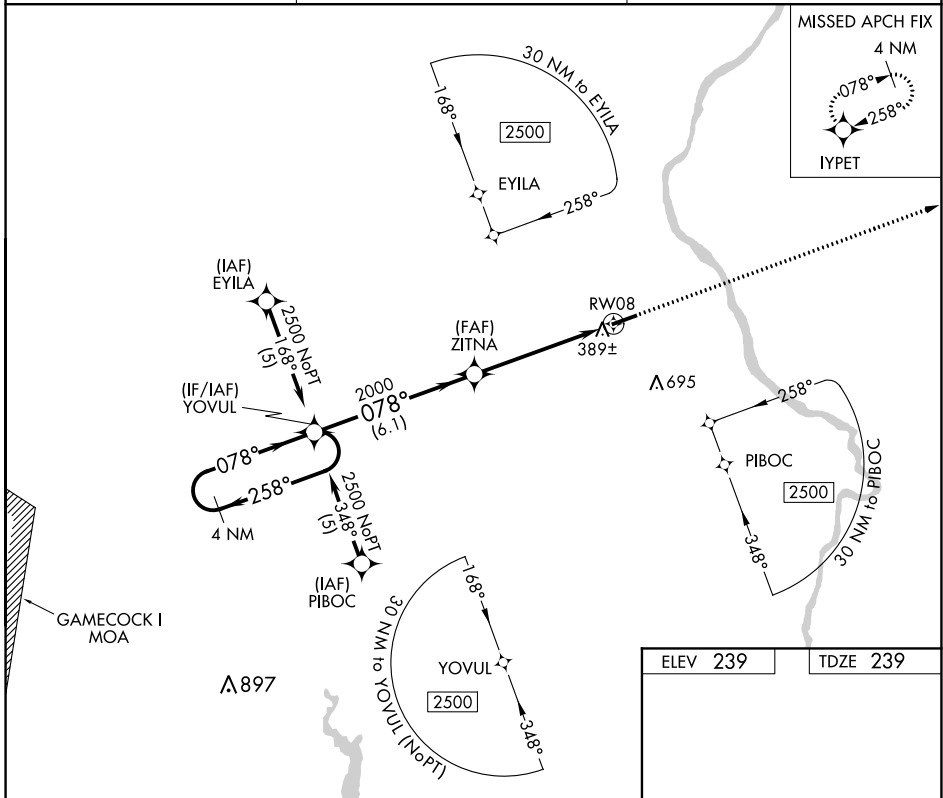 MISSED APCH FIX
4 NM
078°
258°
IYPET
30 NM to EYILA
168°
2500
EYILA
258°
(IAF)
EYILA
2500 NoPT
168°
(5)
RW08
389±
(FAF)
ZITNA
2000
078°
(6.1)
695
(IF/IAF)
YOVUL
078°
258°
4 NM
2500 NoPT
348°
(5)
(IAF)
PIBOC
258°
PIBOC
2500
348°
30 NM to PIBOC
GAMECOCK I
MOA
897
168°
30 NM to YOVUL (NoPT)
YOVUL
2500
348°
ELEV 239
TDZE 239